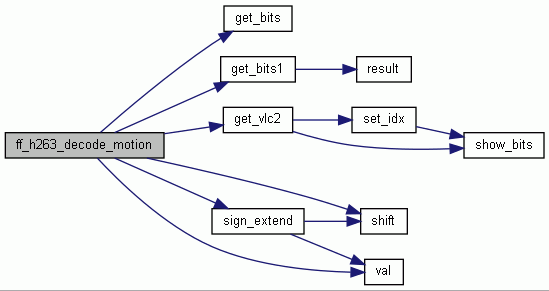 get_bits
get_bits1
result
get_vlc2
set_idx
ff_h263_decode_motion
show_bits
sign_extend
shift
val